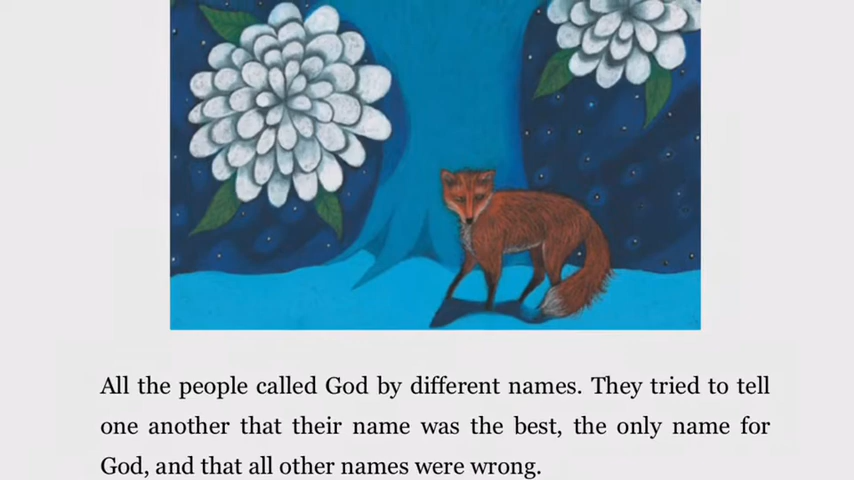 All the people called God by different names. They tried to tell
one another that their name was the best, the only name for
God, and that all other names were wrong.